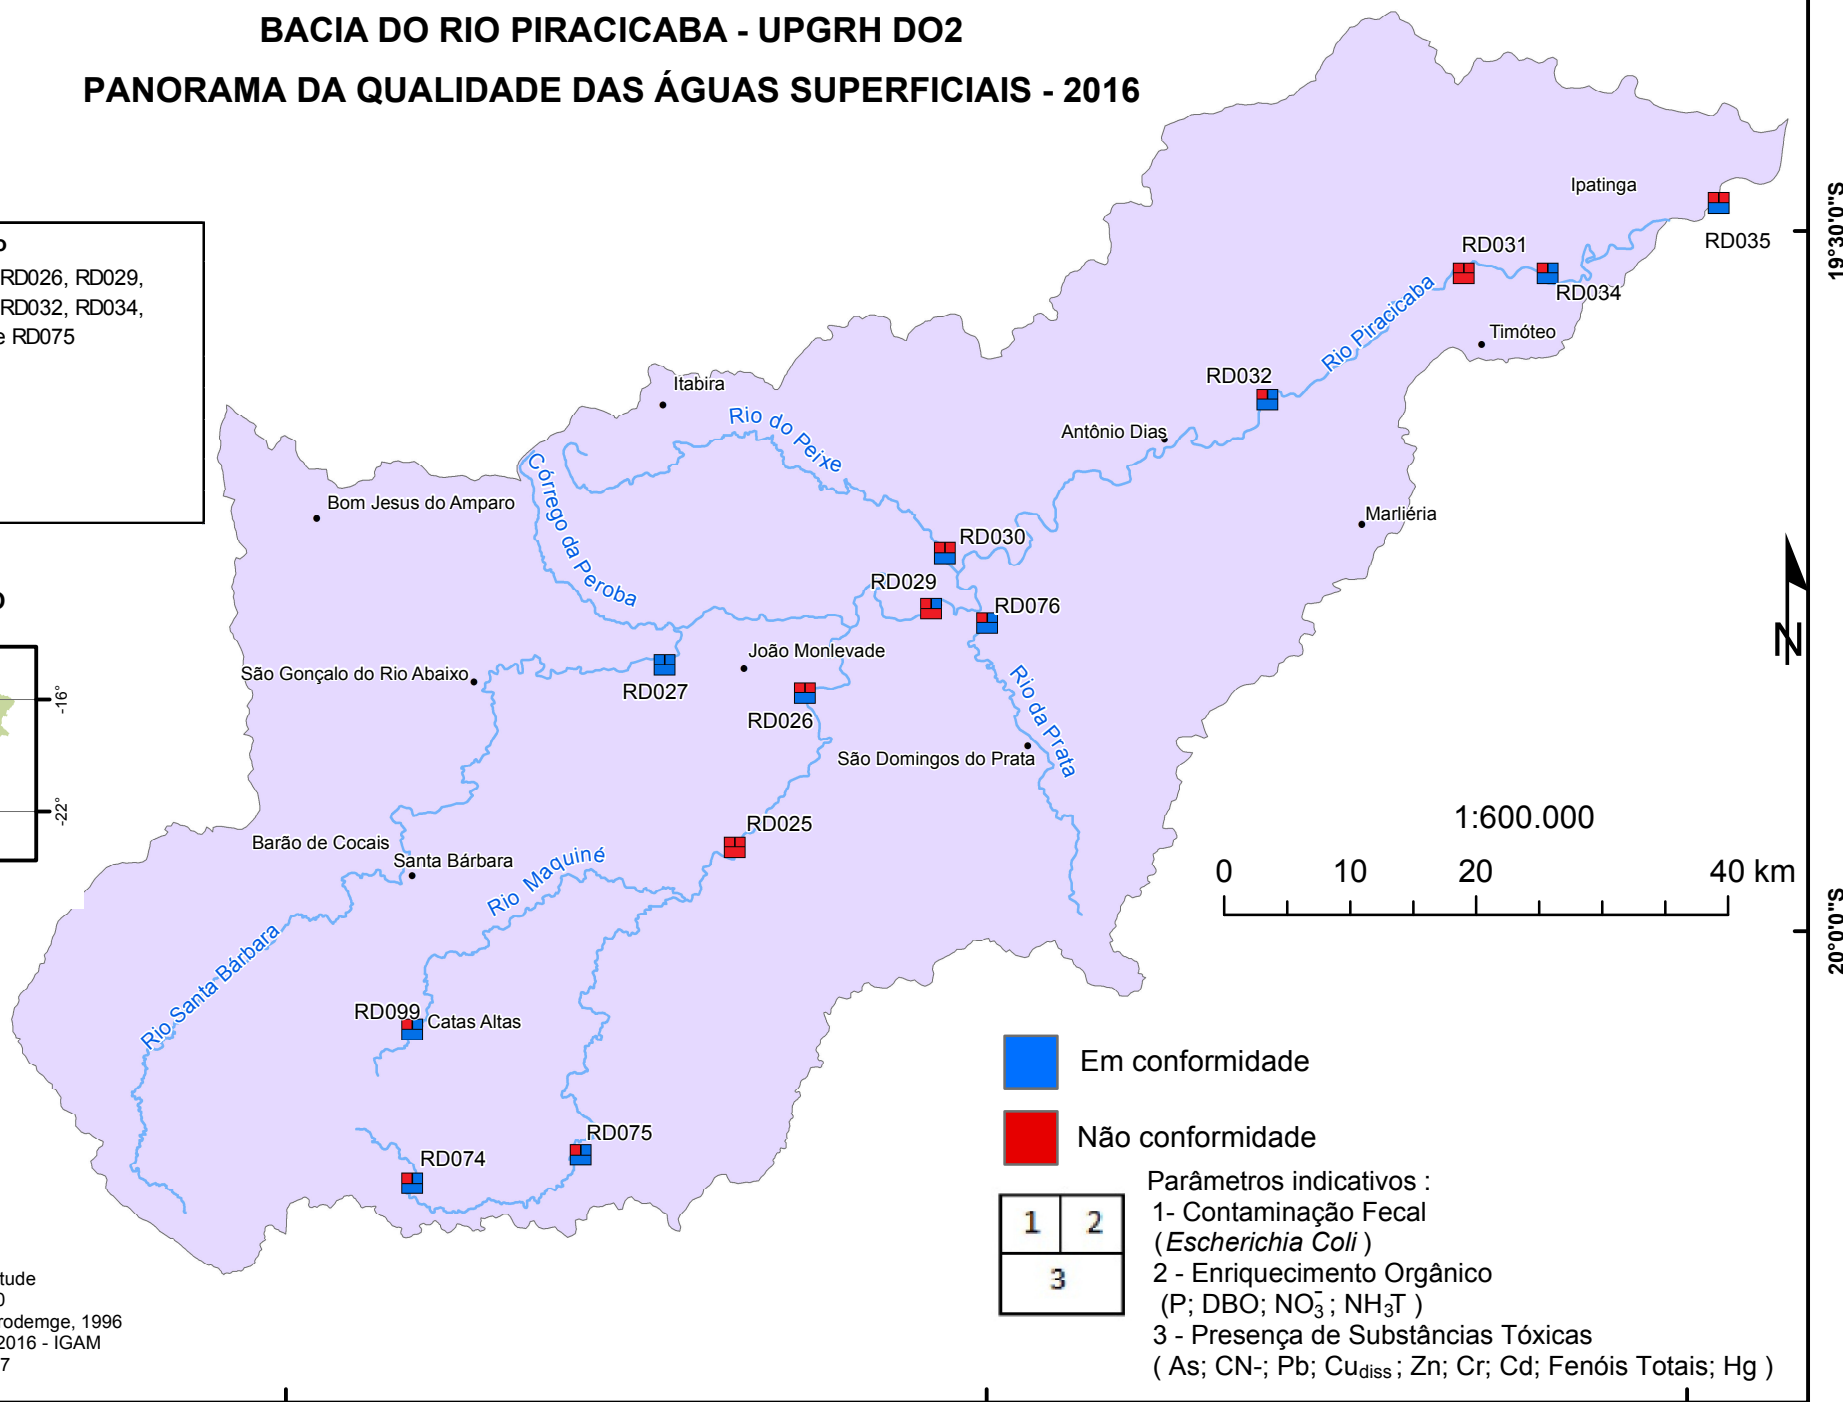 BACIA DO RIO PIRACICABA - UPGRH DO2
PANORAMA DA QUALIDADE DAS ÁGUAS SUPERFICIAIS - 2016
Ipatinga
RD035
19°30'0"S
RD031
RD034
RD026, RD029,
RD032, RD034,
e RD075
Rio Piracicaba
Timóteo
RD032
Itabira
Rio do Peixe
Antônio Dias
Córrego da Peroba
Bom Jesus do Amparo
Marliéria
RD030
RD029
RD076
N
João Monlevade
São Gonçalo do Rio Abaixo
RD027
RD026
Rio da Prata
São Domingos do Prata
-16°
-22°
RD025
Barão de Cocais
Santa Bárbara
Rio Maquiné
1:600.000
0 10 20 40 km
Rio Santa Bárbara
20°0'0"S
RD099
Catas Altas
RD075
RD074
Em conformidade
Não conformidade
Parâmetros indicativos :
1 2
3
1- Contaminação Fecal
(Escherichia Coli )
2 - Enriquecimento Orgânico
(P; DBO; NO3- ; NH3T )
3 - Presença de Substâncias Tóxicas
( As; CN-; Pb; Cudiss ; Zn; Cr; Cd; Fenóis Totais; Hg )
tude
0
rodemge, 1996
2016 - IGAM
7